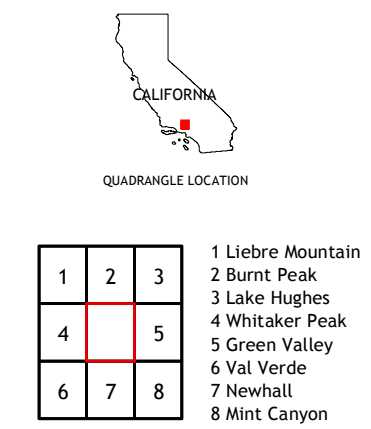 CALIFORNIA
QUADRANGLE LOCATION
1 2 3
4 5
6 7 8
1 Liebre Mountain
2 Burnt Peak
3 Lake Hughes
4 Whitaker Peak
5 Green Valley
6 Val Verde
7 Newhall
8 Mint Canyon